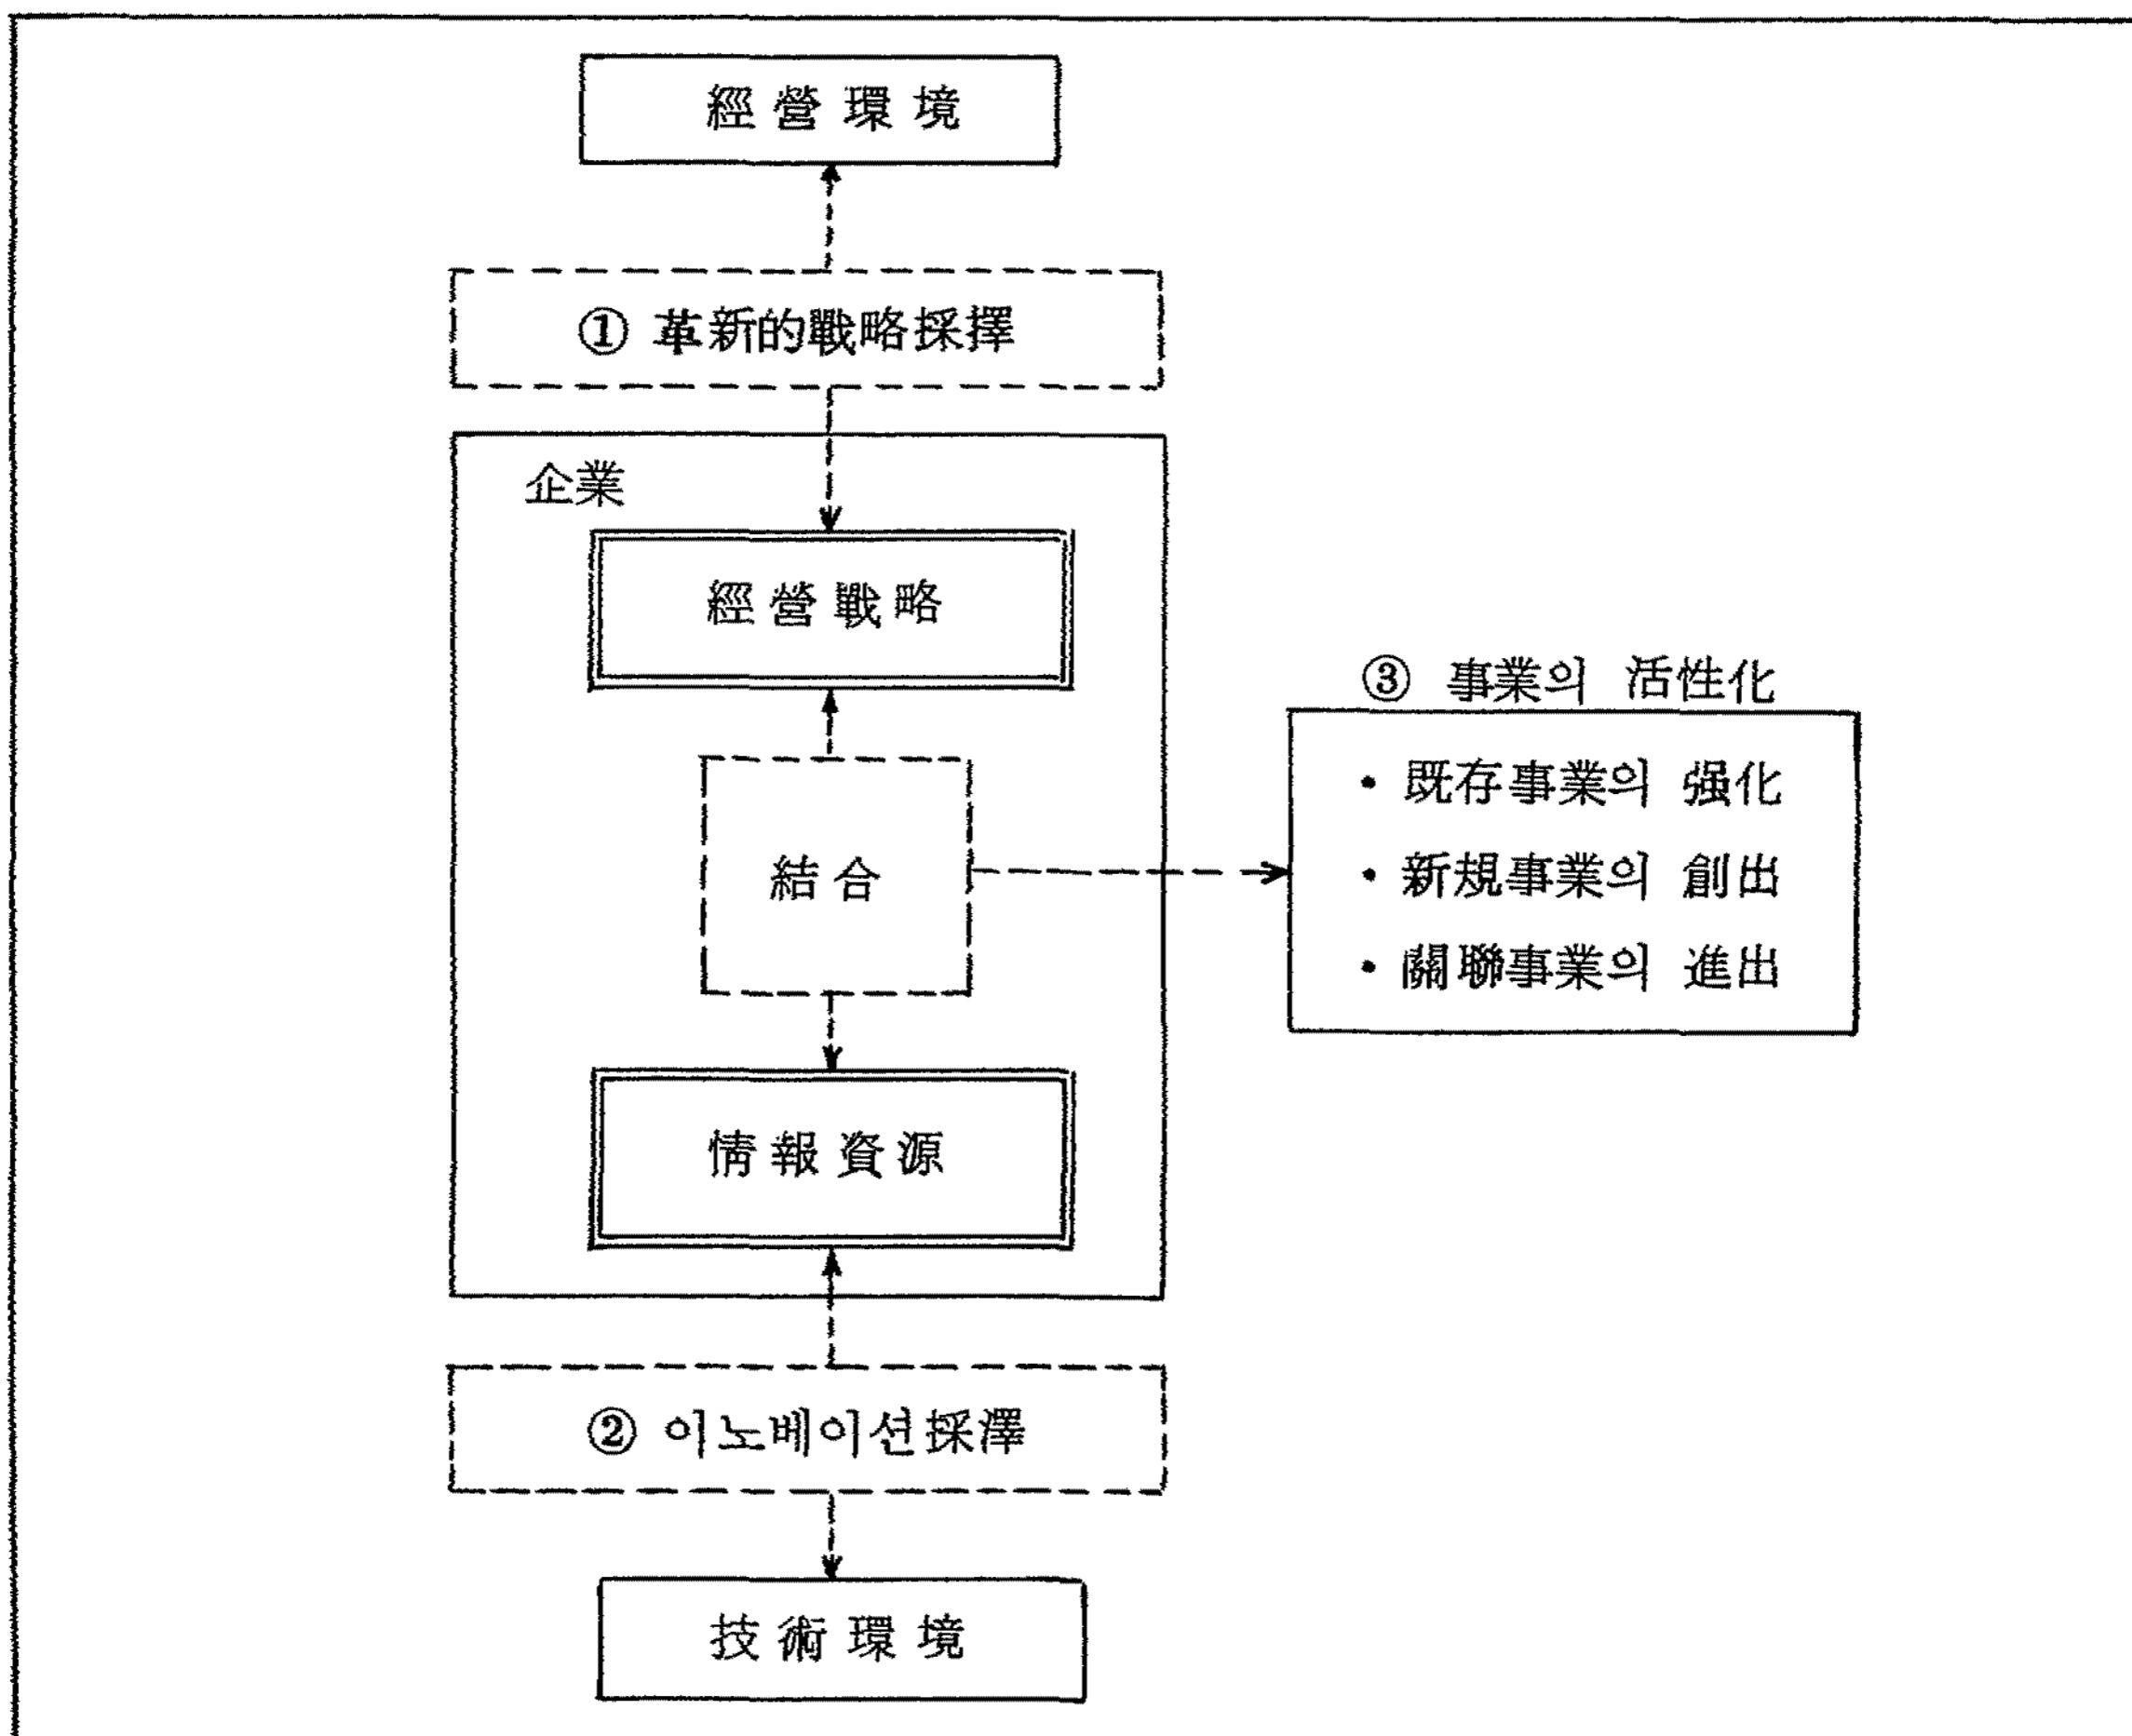 經營環境
① 革新的戰略採擇
企業
經營戰略
結合
③ 事業의 活性化
• 既存事業의 强化
• 新規事業의 創出
• 關聯事業의 進出
情報資源
② 이노베이션採澤
技術環境